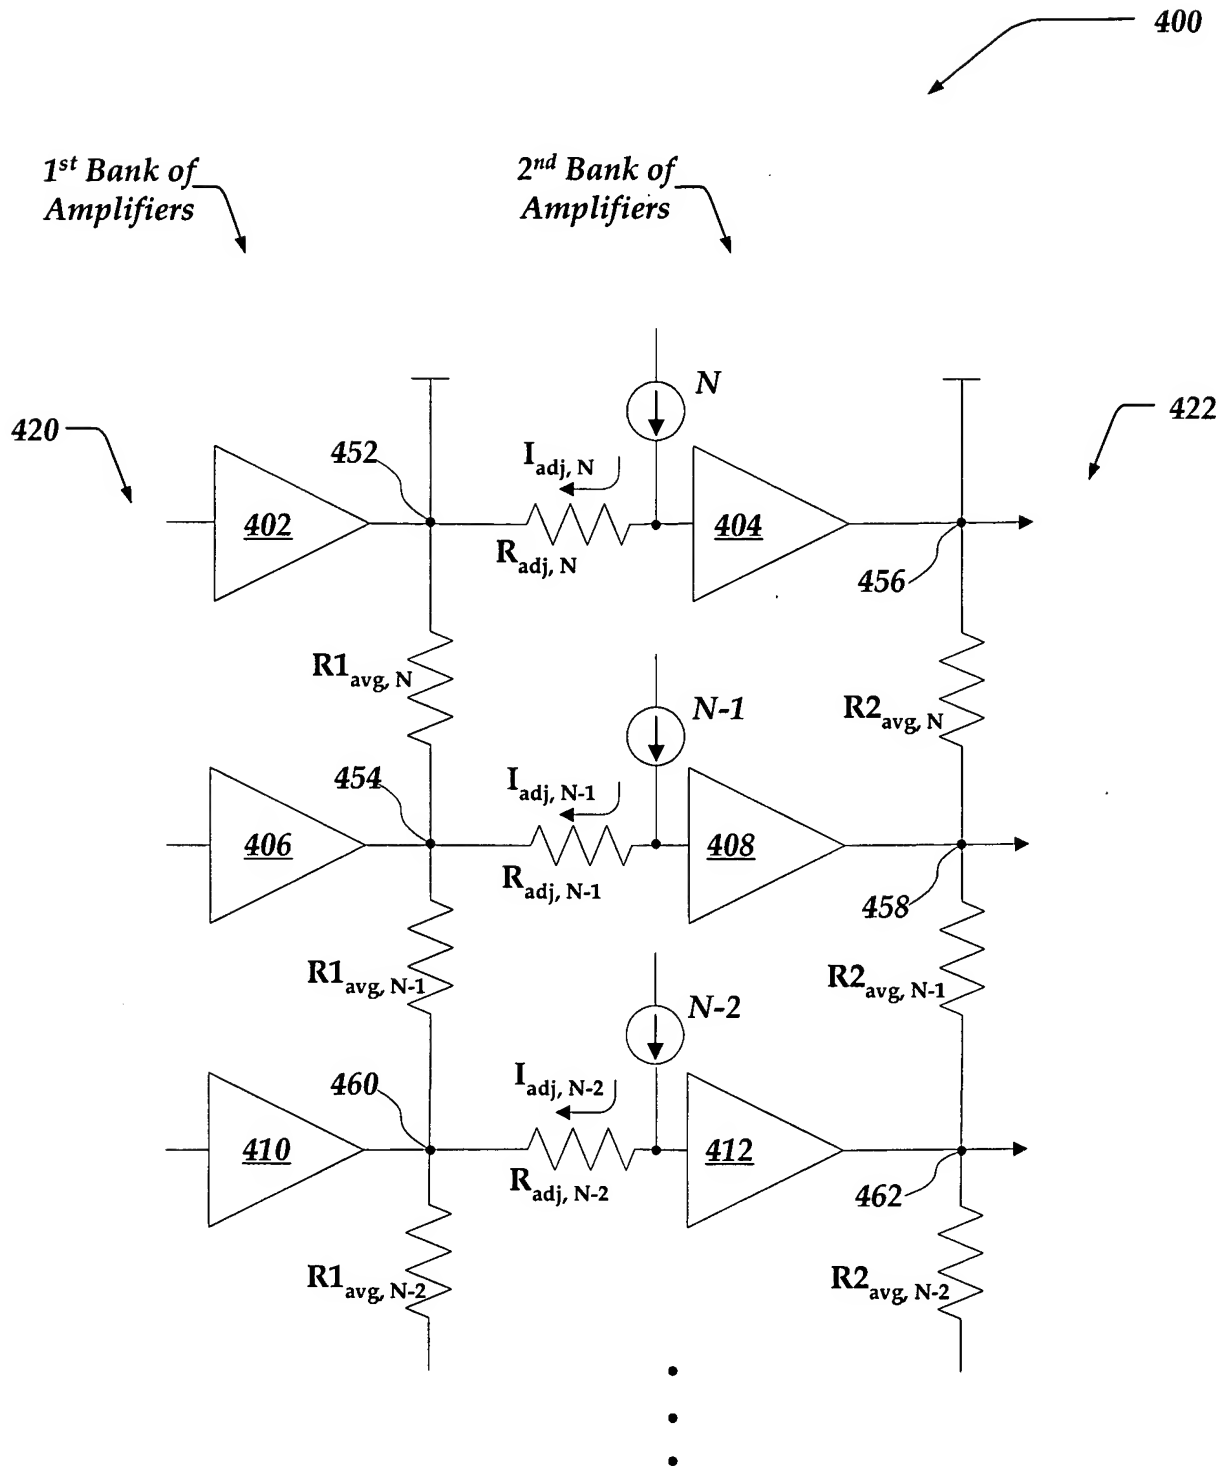 400
1st Bank of
Amplifiers
2nd Bank of
Amplifiers
N
420
422
452
Iadj, N
402
404
Radj, N
456
R1avg, N
R2avg, N
N-1
454
Iadj, N-1
406
408
Radj, N-1
458
R1avg, N-1
R2avg, N-1
N-2
460
Iadj, N-2
410
412
Radj, N-2
462
R1avg, N-2
R2avg, N-2